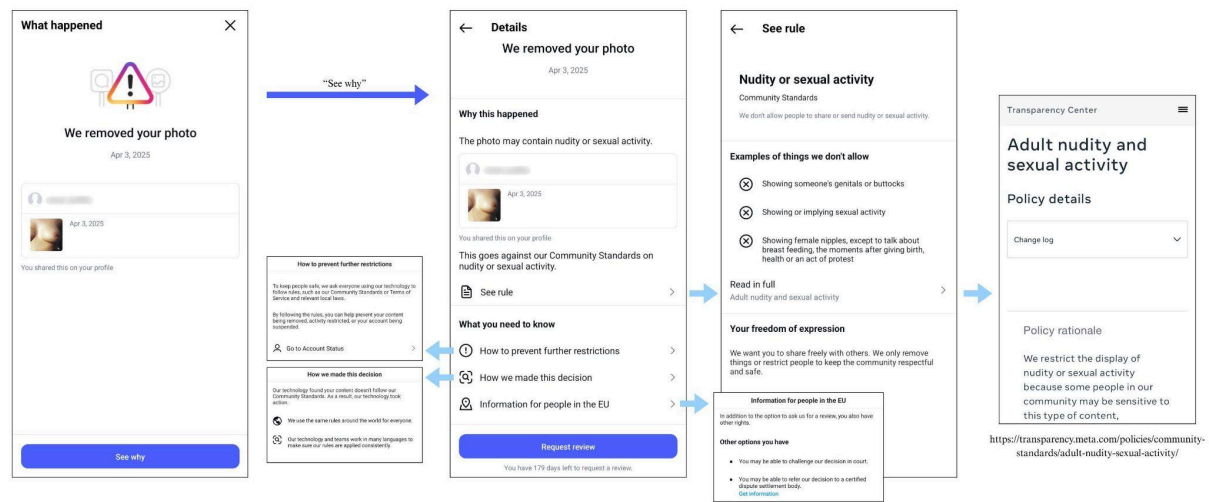 What happened
We removed your photo
Apr 3, 2025
Apr 3, 2025
You shared this on your profile
See why
“See why”
Details
We removed your photo
Apr 3, 2025
Why this happened
The photo may contain nudity or sexual activity.
Apr 3, 2025
You shared this on your profile
This goes against our Community Standards on
nudity or sexual activity.
See rule
What you need to know
How to prevent further restrictions
How we made this decision
Information for people in the EU
Request review
You have 179 days left to request a review.
How to prevent further restrictions
To keep people safe, we ask everyone using our technology to
follow rules, such as our Community Standards or Terms of
Service and relevant local laws.
By following the rules, you can help prevent your content
being removed, activity restricted, or your account being
suspended.
Go to Account Status
How we made this decision
Our technology found your content doesn't follow our
Community Standards. As a result, our technology took
action.
We use the same rules around the world for everyone.
Our technology and teams work in many languages to
make sure our rules are applied consistently.
See rule
Nudity or sexual activity
Community Standards
We don't allow people to share or send nudity or sexual activity.
Examples of things we don't allow
Showing someone's genitals or buttocks
Showing or implying sexual activity
Showing female nipples, except to talk about
breast feeding, the moments after giving birth,
health or an act of protest
Read in full
Adult nudity and sexual activity
Your freedom of expression
We want you to share freely with others. We only remove
things or restrict people to keep the community respectful
and safe.
Information for people in the EU
In addition to the option to ask us for a review, you also have
other rights.
Other options you have
You may be able to challenge our decision in court.
You may be able to refer our decision to a certified
dispute settlement body.
Get information
Transparency Center
Adult nudity and
sexual activity
Policy details
Change log
Policy rationale
We restrict the display of
nudity or sexual activity
because some people in our
community may be sensitive to
this type of content,
https://transparency.meta.com/policies/community-
standards/adult-nudity-sexual-activity/